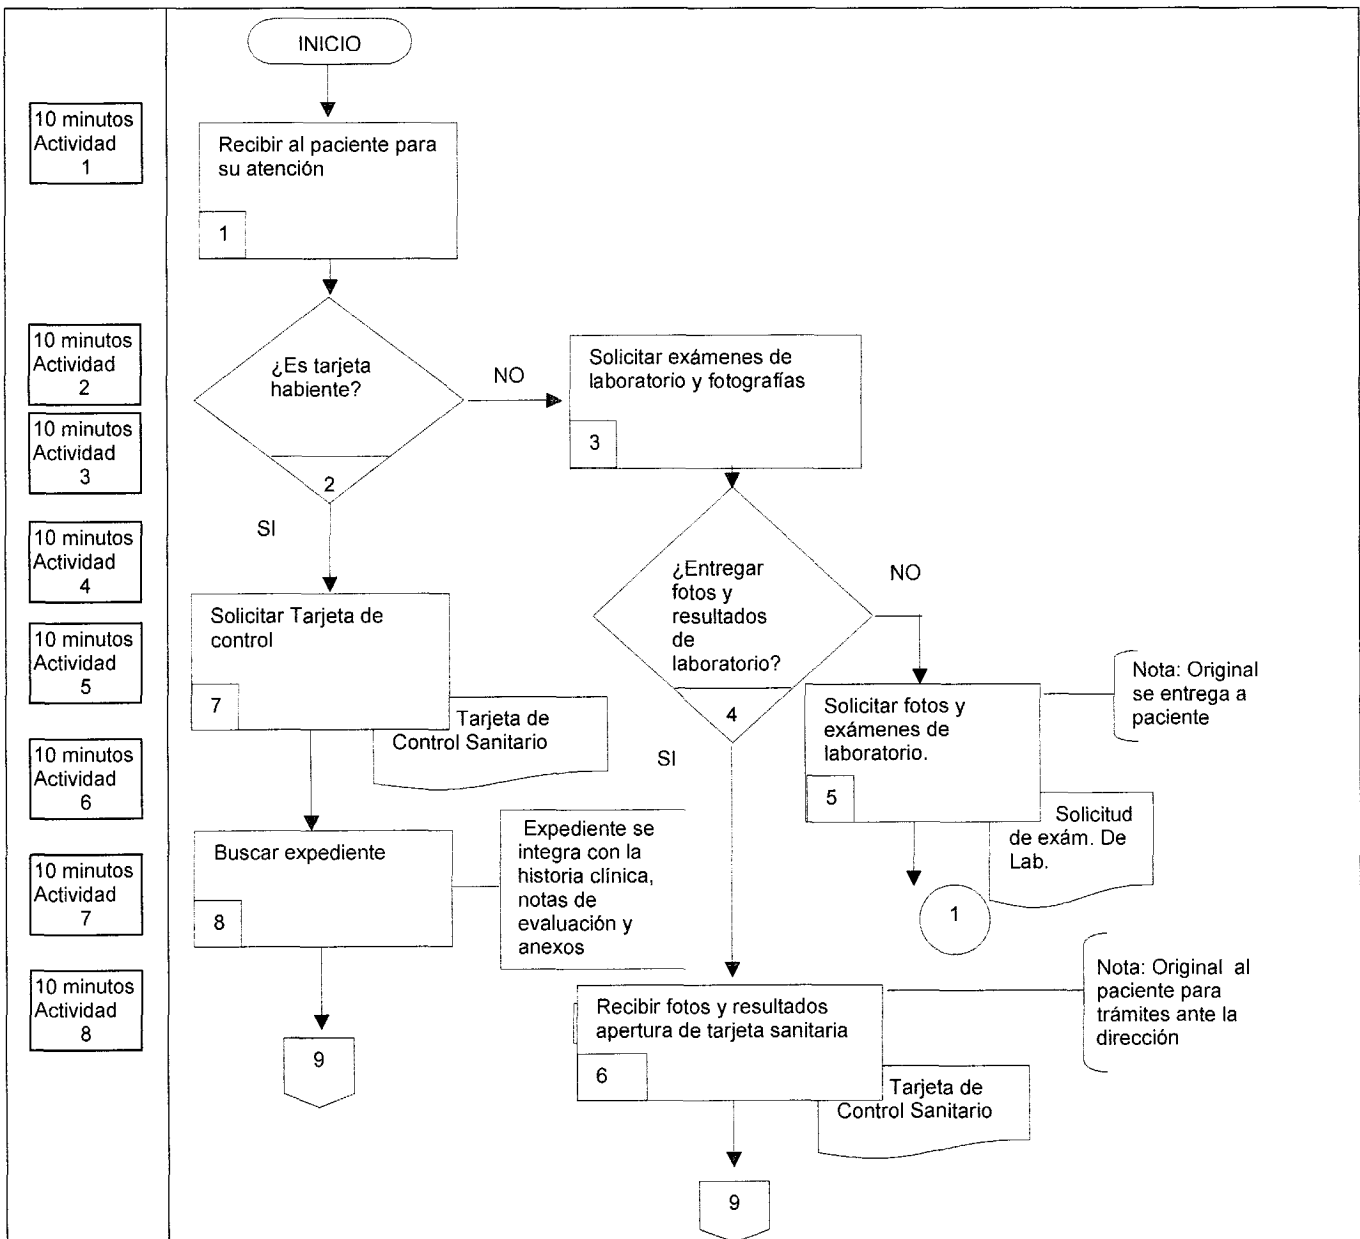 INICIO
10 minutos
Actividad
1
Recibir al paciente para
su atención
1
10 minutos
Actividad
2
10 minutos
Actividad
3
¿Es tarjeta
habiente?
2
NO
SI
Solicitar exámenes de
laboratorio y fotografías
3
10 minutos
Actividad
4
¿Entregar
fotos y
resultados
de
laboratorio?
4
NO
SI
10 minutos
Actividad
5
Solicitar Tarjeta de
control
7
Tarjeta de
Control Sanitario
Solicitar fotos y
exámenes de
laboratorio.
5
Nota: Original
se entrega a
paciente
Solicitud
de exám. De
Lab.
1
10 minutos
Actividad
6
10 minutos
Actividad
7
Buscar expediente
8
Expediente se
integra con la
historia clínica,
notas de
evaluación y
anexos
9
10 minutos
Actividad
8
Recibir fotos y resultados
apertura de tarjeta sanitaria
6
Nota: Original al
paciente para
trámites ante la
dirección
Tarjeta de
Control Sanitario
9